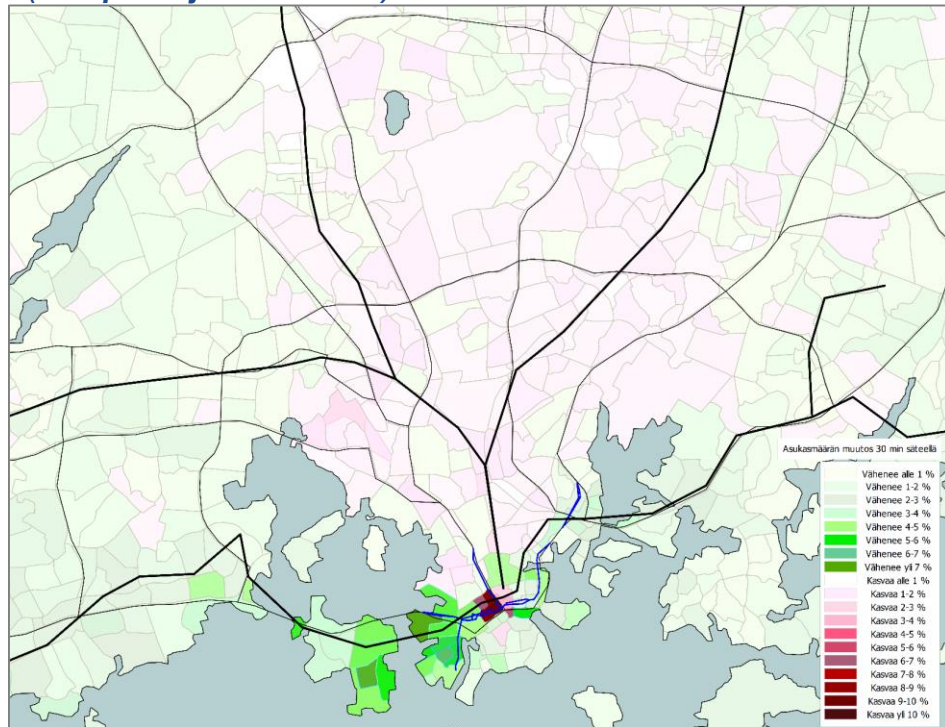 Asukasmäärän muutos 30 min säteellä
Vähenee alle 1 %
Vähenee 1-2 %
Vähenee 2-3 %
Vähenee 3-4 %
Vähenee 4-5 %
Vähenee 5-6 %
Vähenee 6-7 %
Vähenee yli 7 %
Kasvaa alle 1 %
Kasvaa 1-2 %
Kasvaa 2-3 %
Kasvaa 3-4 %
Kasvaa 4-5 %
Kasvaa 5-6 %
Kasvaa 6-7 %
Kasvaa 7-8 %
Kasvaa 8-9 %
Kasvaa 9-10 %
Kasvaa yli 10 %